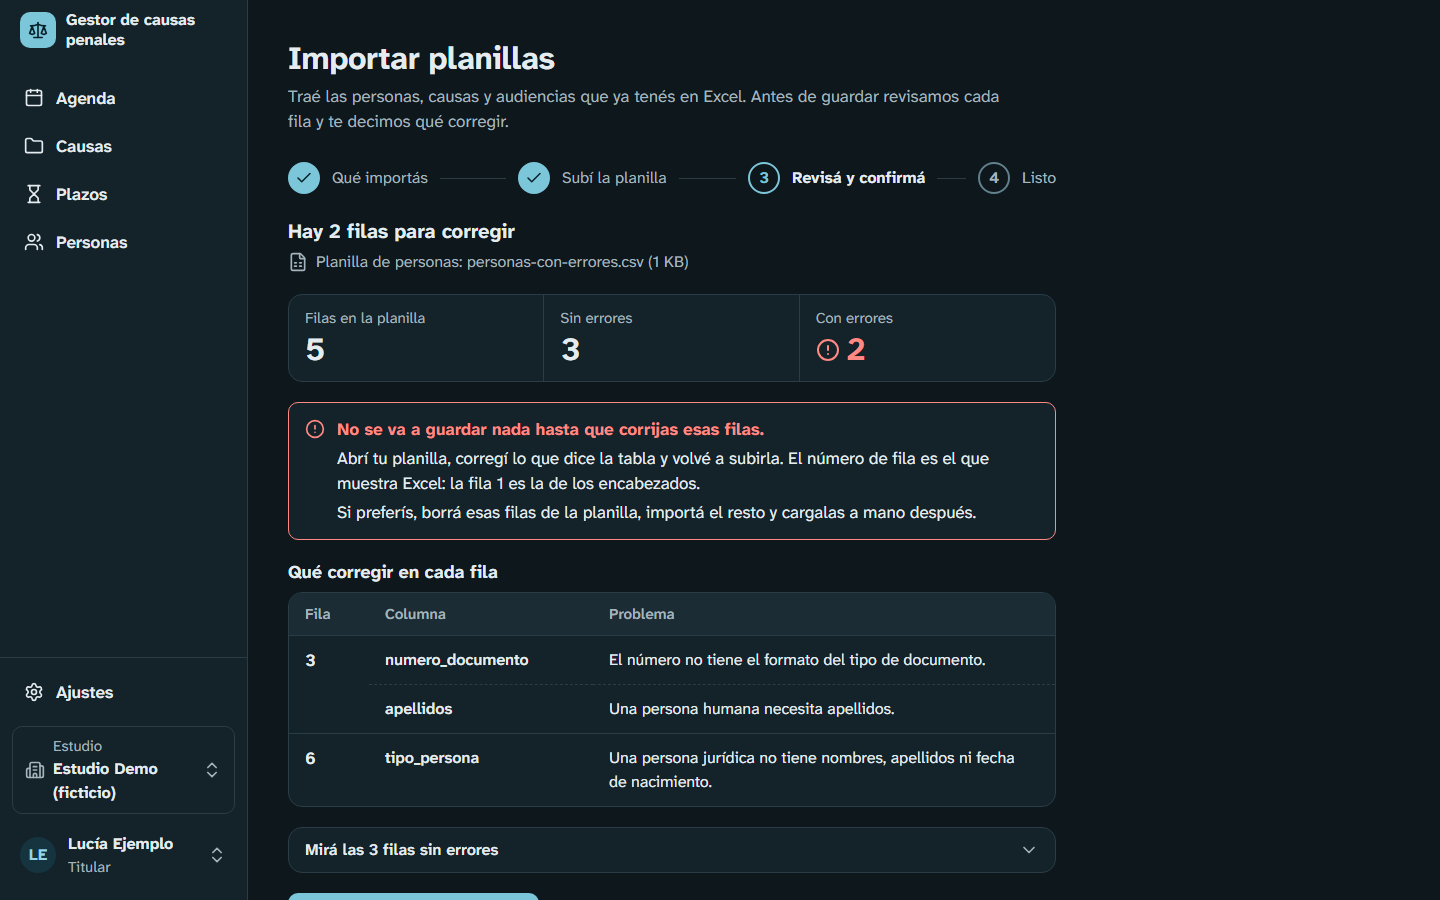 Gestor de causas
penales
Agenda
Causas
Plazos
Personas
Ajustes
Estudio
Estudio Demo
(ficticio)
LE
Lucía Ejemplo
Titular
Importar planillas
Traé las personas, causas y audiencias que ya tenés en Excel. Antes de guardar revisamos cada
fila y te decimos qué corregir.
Qué importás
Subí la planilla
3 Revisá y confirmá
4 Listo
Hay 2 filas para corregir
Planilla de personas: personas-con-errores.csv (1 KB)
Filas en la planilla
5
Sin errores
3
Con errores
2
No se va a guardar nada hasta que corrijas esas filas.
Abrí tu planilla, corregí lo que dice la tabla y volvé a subirla. El número de fila es el que
muestra Excel: la fila 1 es la de los encabezados.
Si preferís, borrá esas filas de la planilla, importá el resto y cargalas a mano después.
Qué corregir en cada fila
Fila Columna Problema
3 numero_documento El número no tiene el formato del tipo de documento.
apellidos Una persona humana necesita apellidos.
6 tipo_persona Una persona jurídica no tiene nombres, apellidos ni fecha
de nacimiento.
Mirá las 3 filas sin errores